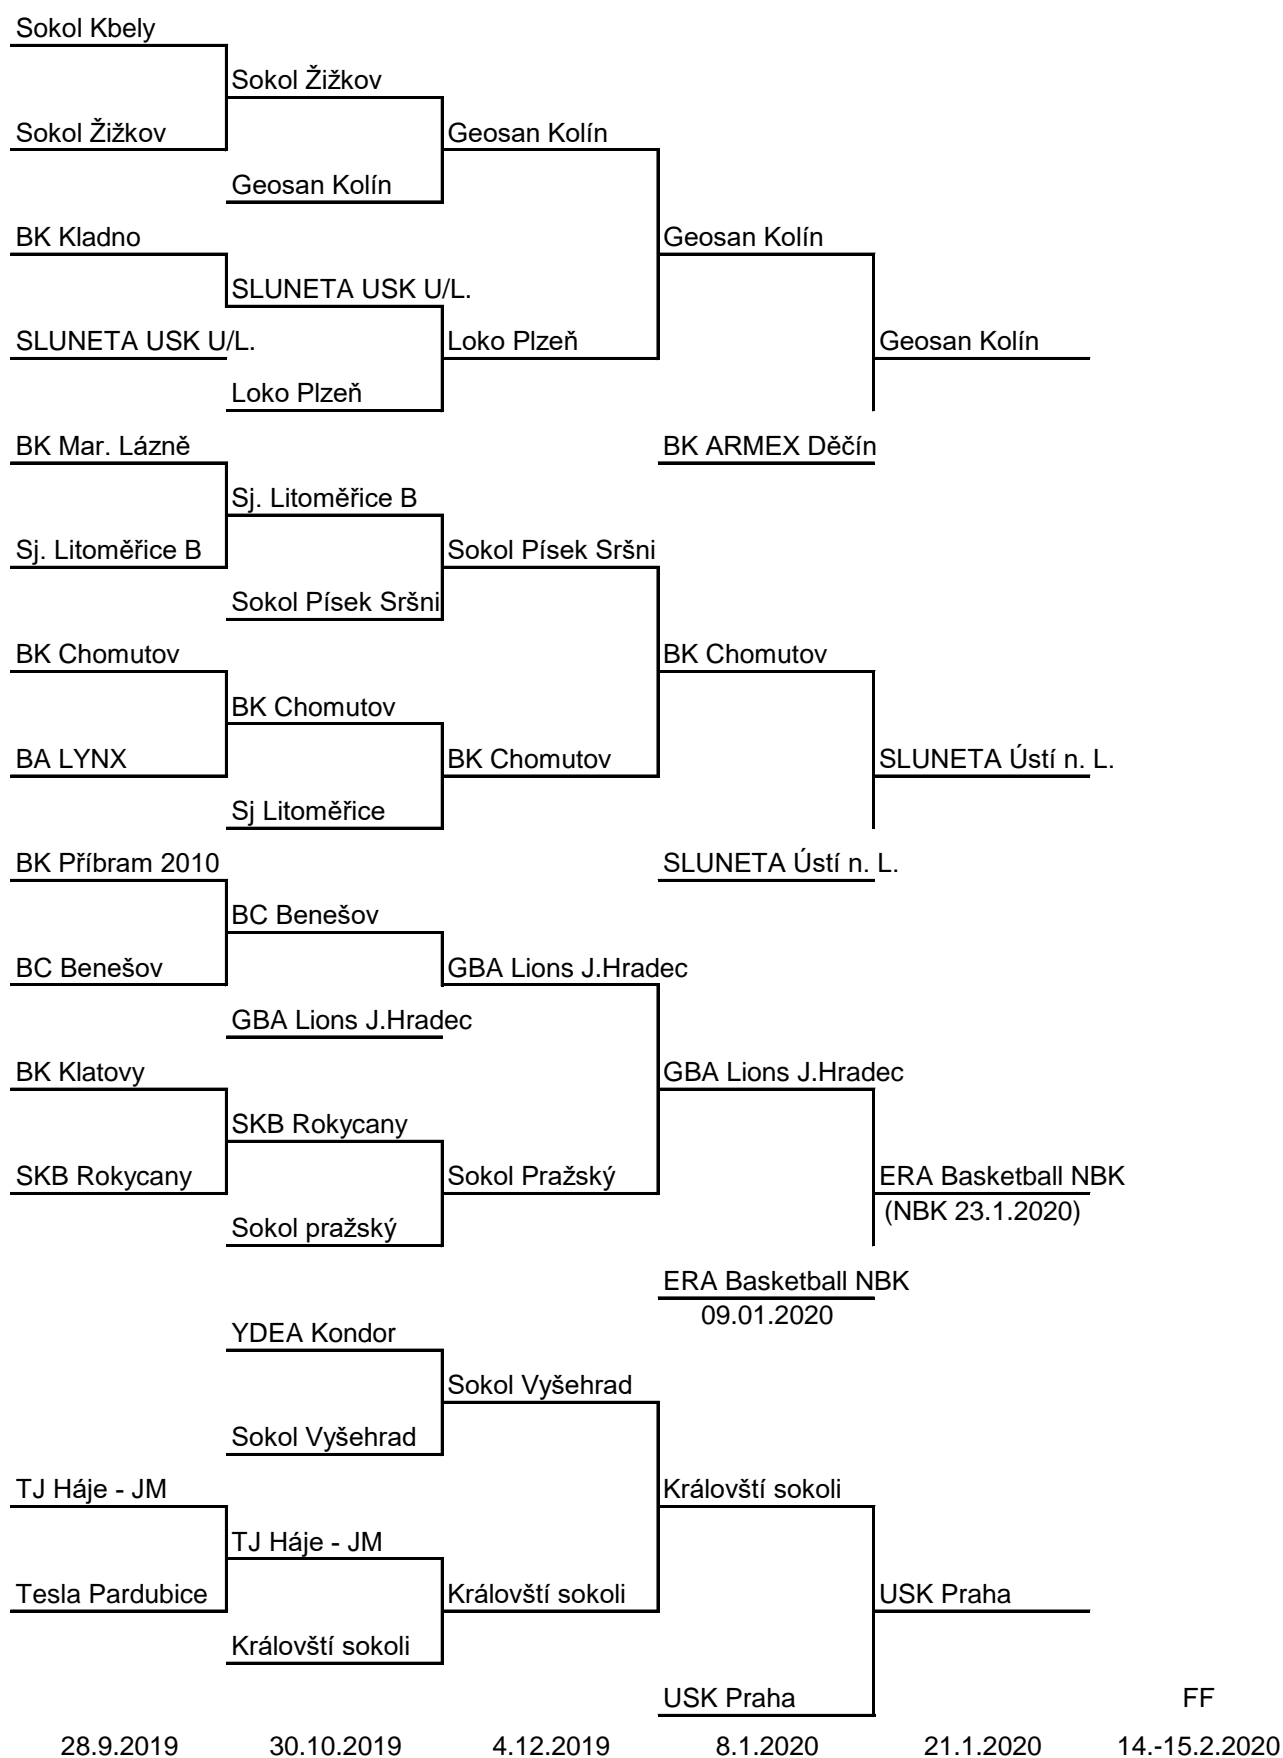 Sokol Kbely
Sokol Žižkov
Sokol Žižkov
Geosan Kolín
Geosan Kolín
BK Kladno
Geosan Kolín
SLUNETA USK U/L.
SLUNETA USK U/L.
Loko Plzeň
Geosan Kolín
Loko Plzeň
BK Mar. Lázně
BK ARMEX Děčín
Sj. Litoměřice B
Sj. Litoměřice B
Sokol Písek Sršni
Sokol Písek Sršni
BK Chomutov
BK Chomutov
BK Chomutov
BA LYNX
BK Chomutov
SLUNETA Ústí n. L.
Sj Litoměřice
BK Příbram 2010
SLUNETA Ústí n. L.
BC Benešov
BC Benešov
GBA Lions J.Hradec
GBA Lions J.Hradec
BK Klatovy
GBA Lions J.Hradec
SKB Rokycany
SKB Rokycany
Sokol Pražský
ERA Basketball NBK
(NBK 23.1.2020)
Sokol pražský
ERA Basketball NBK
09.01.2020
YDEA Kondor
Sokol Vyšehrad
Sokol Vyšehrad
TJ Háje - JM
Královští sokoli
TJ Háje - JM
Tesla Pardubice
Královští sokoli
USK Praha
Královští sokoli
USK Praha
FF
28.9.2019
30.10.2019
4.12.2019
8.1.2020
21.1.2020
14.-15.2.2020